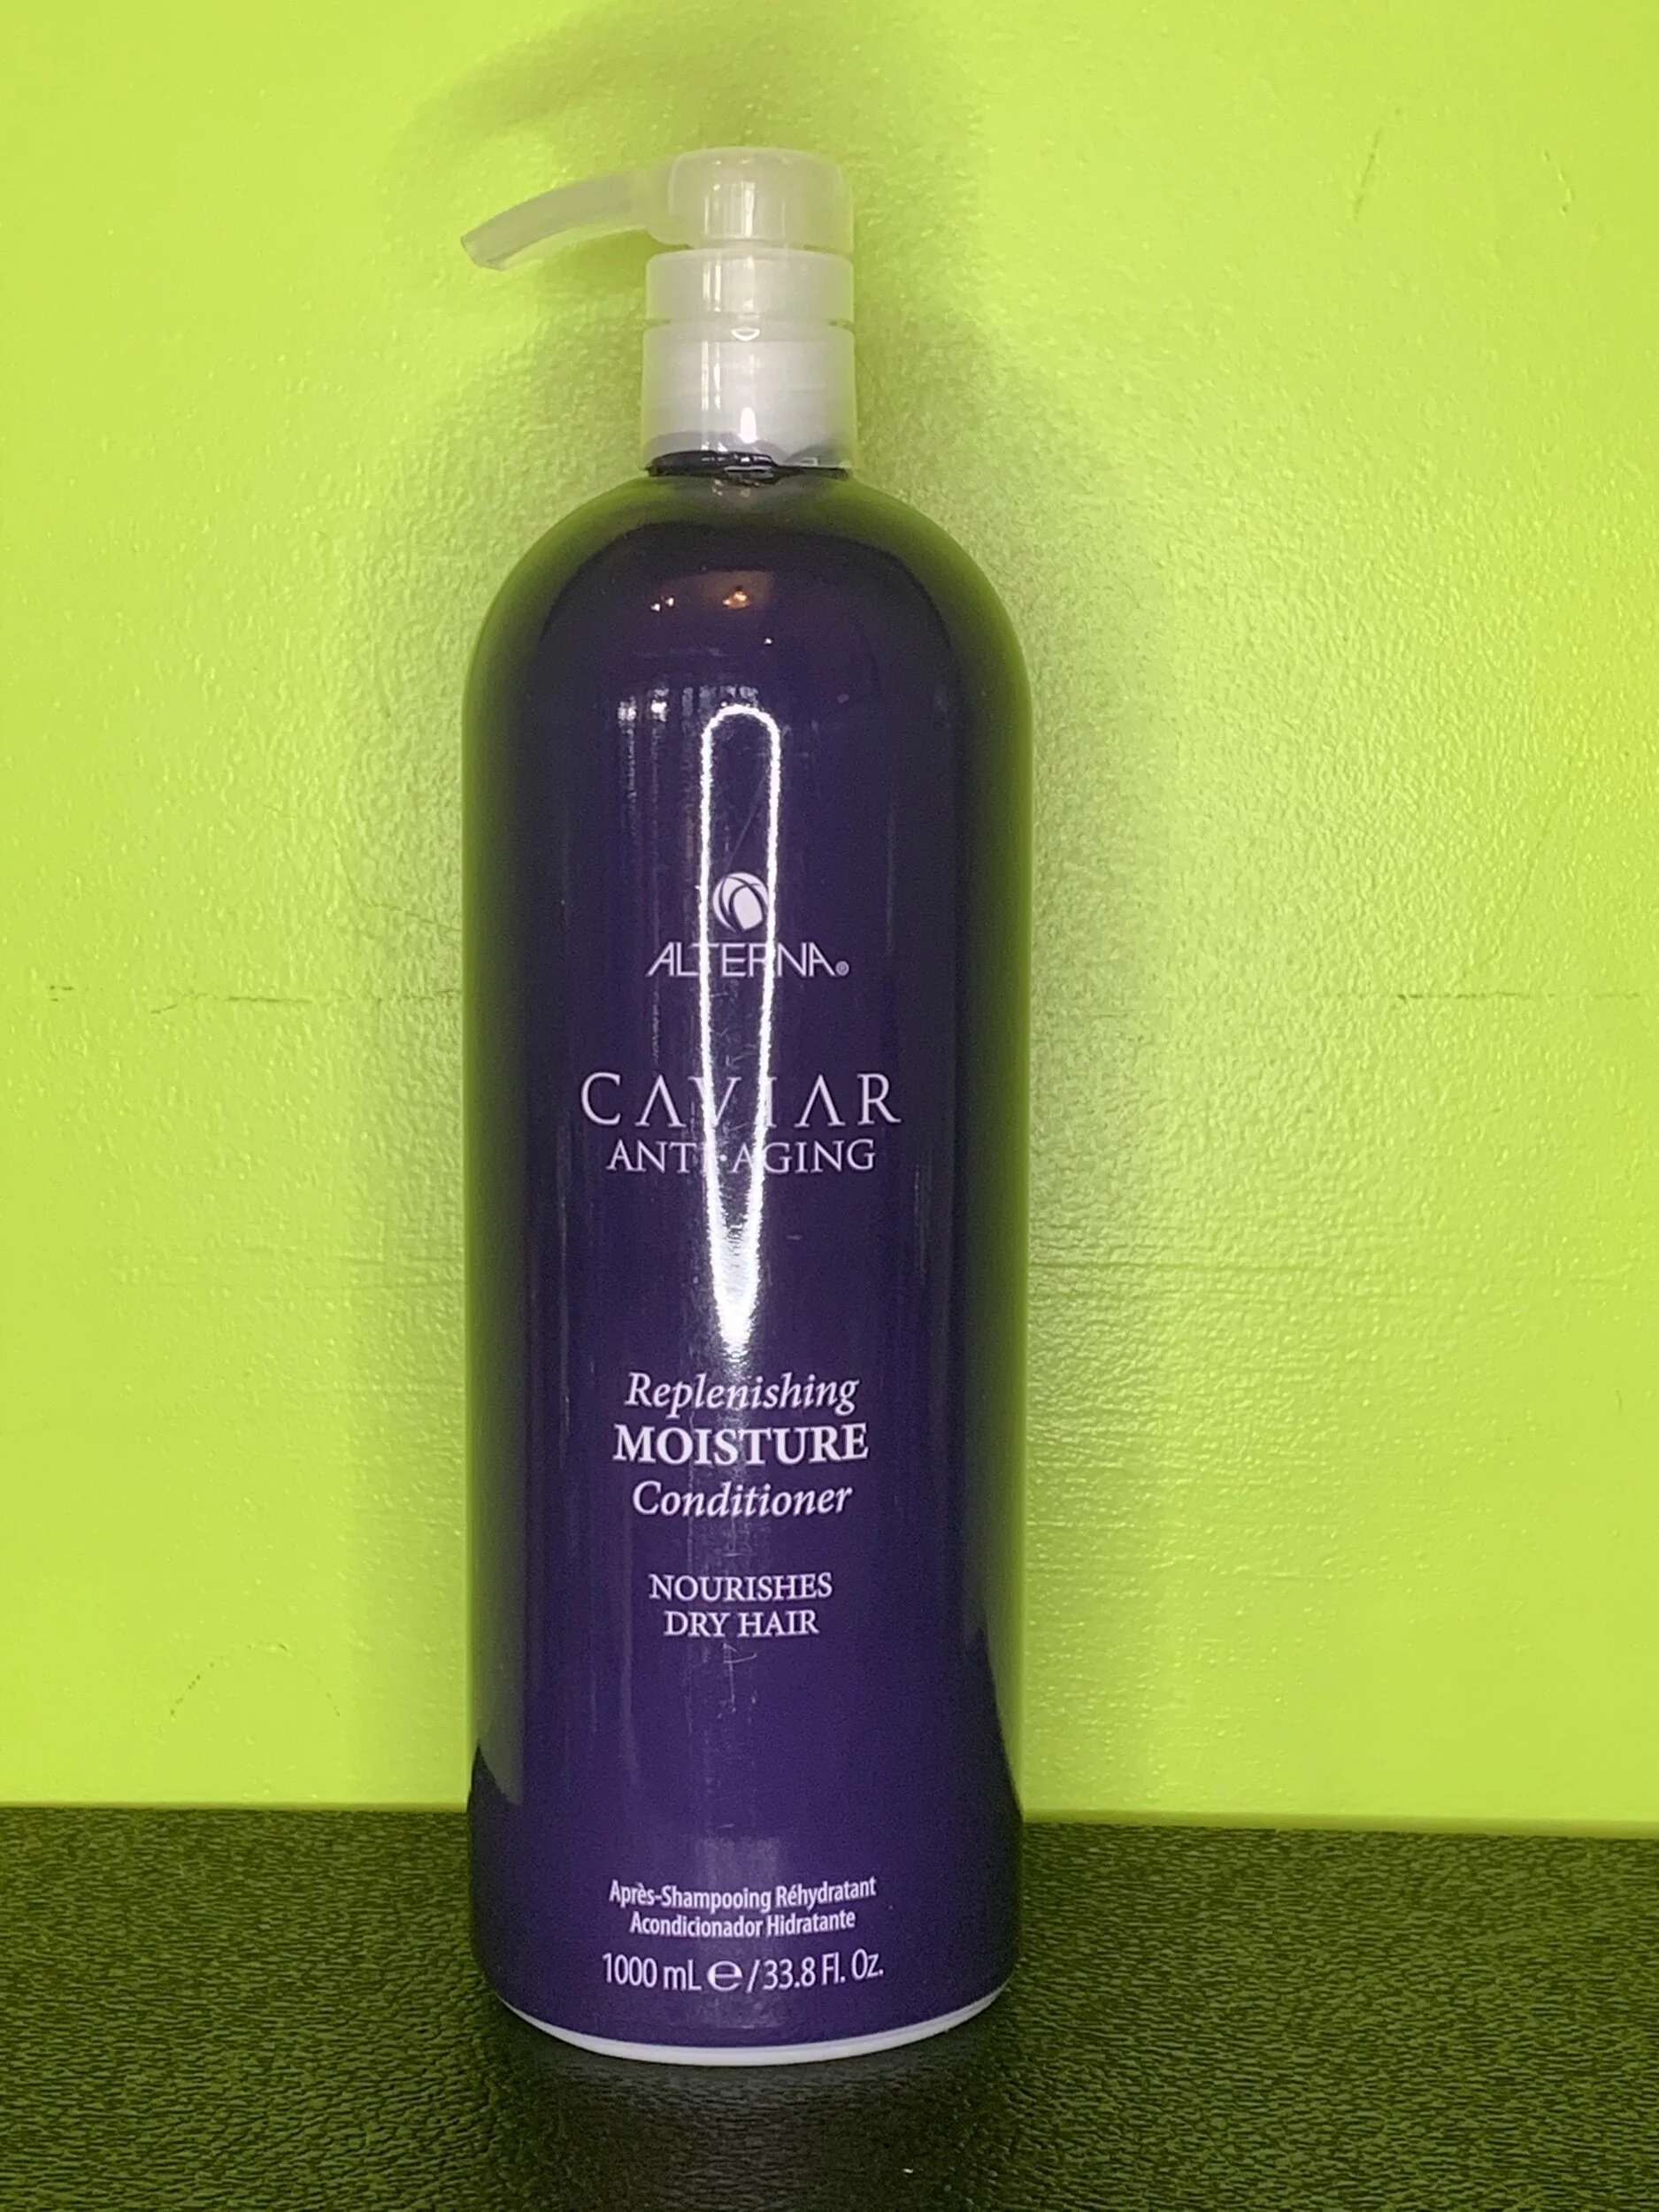 ALTERNA®
CAVIAR
ANTI·AGING
Replenishing
MOISTURE
Conditioner
NOURISHES
DRY HAIR
Après-Shampooing Réhydratant
Acondicionador Hidratante
1000 mL ℮/33.8 Fl. Oz.